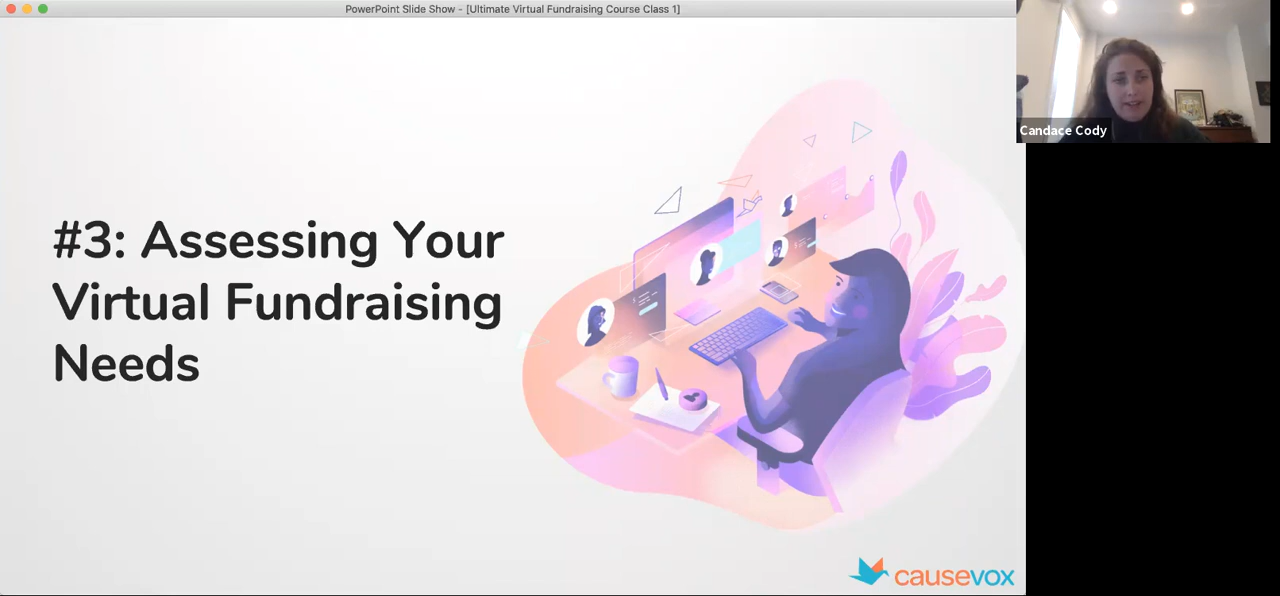 PowerPoint Slide Show - [Ultimate Virtual Fundraising Course Class 1]
Candace Cody
#3: Assessing Your
Virtual Fundraising
Needs
causevox